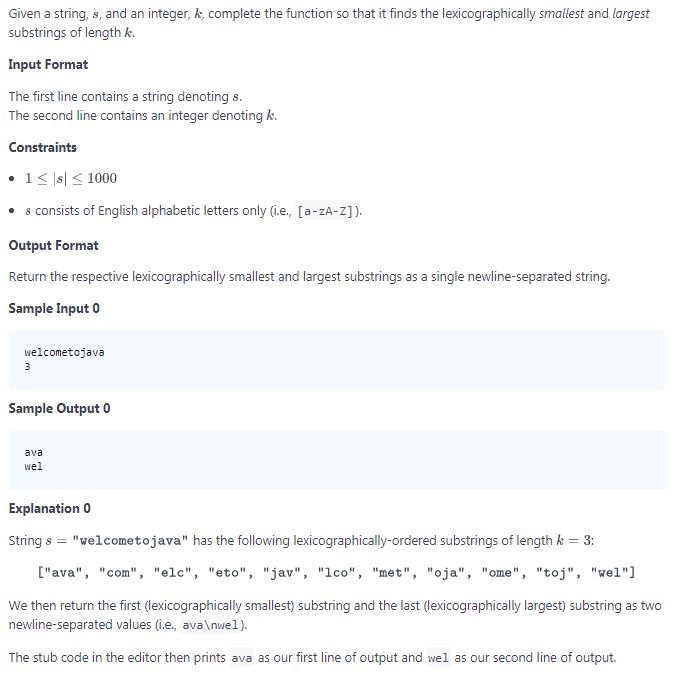 Given a string, s, and an integer, k, complete the function so that it finds the lexicographically smallest and largest
substrings of length k.
Input Format
The first line contains a string denoting s.
The second line contains an integer denoting k.
Constraints
• 1 ≤ |s| ≤ 1000
• s consists of English alphabetic letters only (i.e., [a-zA-Z]).
Output Format
Return the respective lexicographically smallest and largest substrings as a single newline-separated string.
Sample Input 0
welcometojava
3
Sample Output 0
ava
wel
Explanation 0
String s = "welcometojava" has the following lexicographically-ordered substrings of length k = 3:
["ava", "com", "elc", "eto", "jav", "lco", "met", "oja", "ome", "toj", "wel"]
We then return the first (lexicographically smallest) substring and the last (lexicographically largest) substring as two
newline-separated values (i.e., ava\nwel).
The stub code in the editor then prints ava as our first line of output and wel as our second line of output.